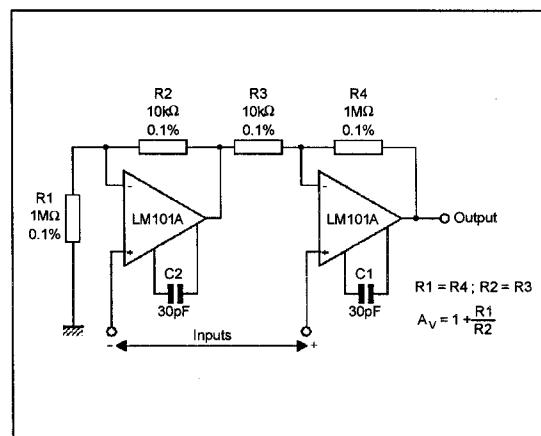 R2
10kΩ
0.1%
R3
10kΩ
0.1%
R4
1MΩ
0.1%
R1
1MΩ
0.1%
-
LM101A
+
-
LM101A
+
Output
C2
30pF
C1
30pF
- Inputs +
R1 = R4 ; R2 = R3
A_V = 1 + R1/R2